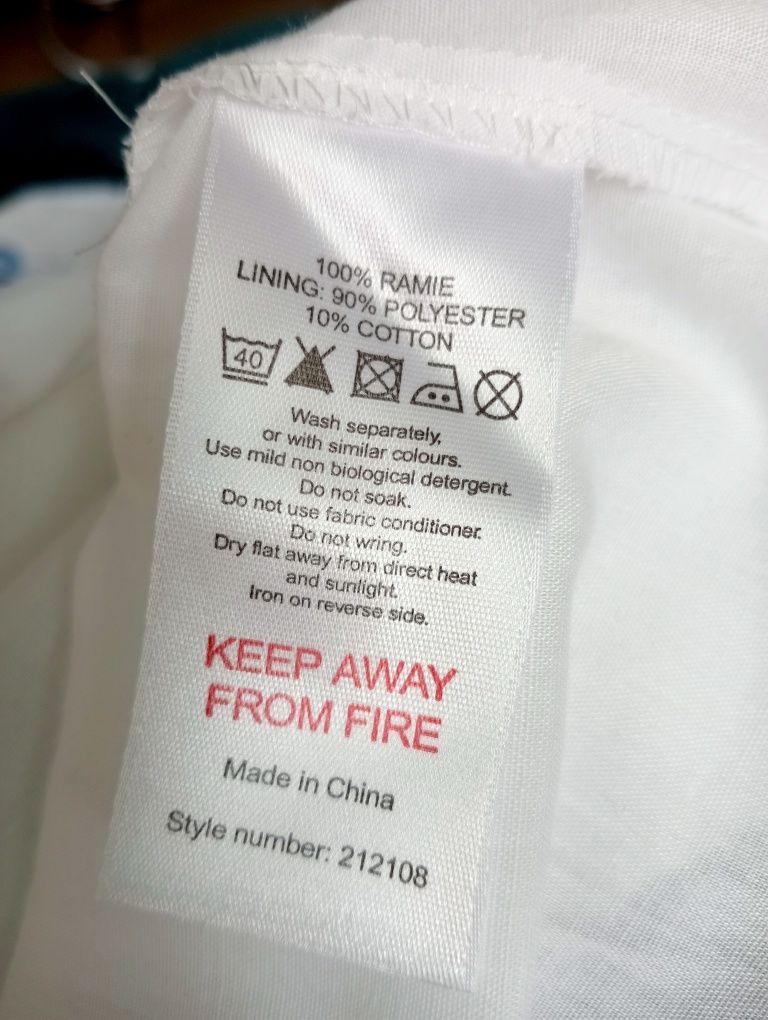 100% RAMIE
LINING: 90% POLYESTER
10% COTTON
40
Wash separately,
or with similar colours.
Use mild non biological detergent.
Do not soak.
Do not use fabric conditioner.
Do not wring.
Dry flat away from direct heat
and sunlight.
Iron on reverse side.
KEEP AWAY
FROM FIRE
Made in China
Style number: 212108